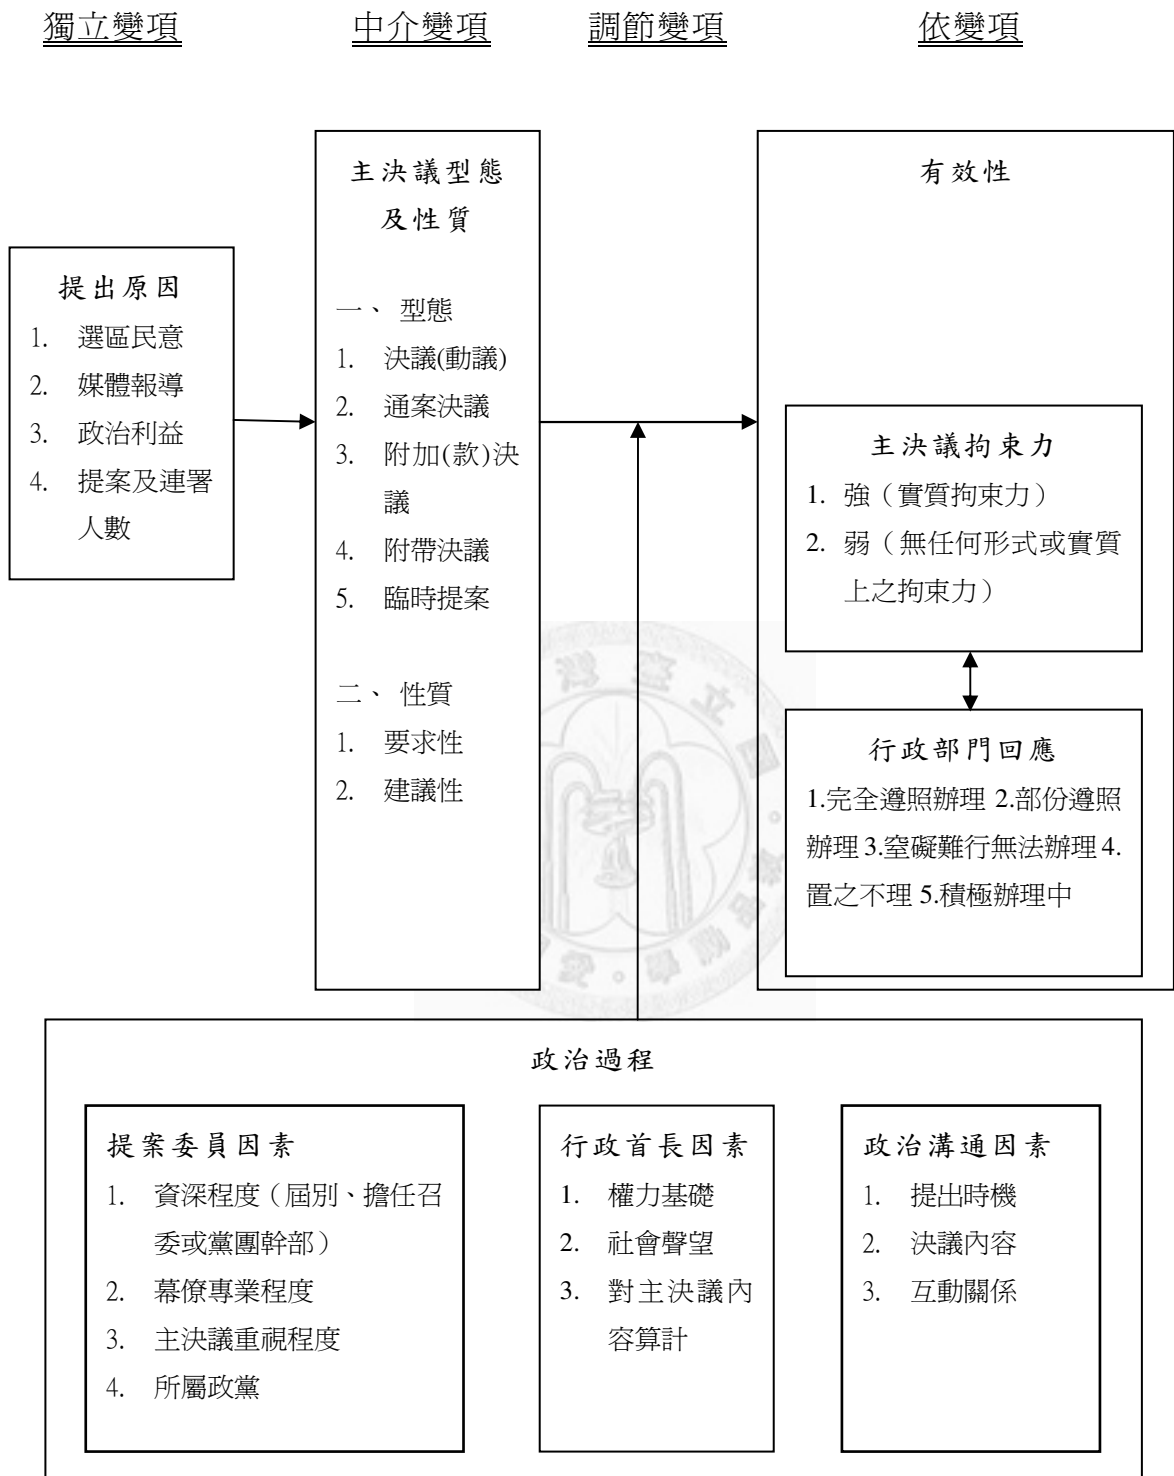 獨立變項 中介變項 調節變項 依變項
提出原因
1. 選區民意
2. 媒體報導
3. 政治利益
4. 提案及連署
人數
主決議型態
及性質
一、 型態
1. 決議(動議)
2. 通案決議
3. 附加(款)決
議
4. 附帶決議
5. 臨時提案
二、 性質
1. 要求性
2. 建議性
有效性
主決議拘束力
1. 強（實質拘束力）
2. 弱（無任何形式或實質
上之拘束力）
行政部門回應
1.完全遵照辦理 2.部份遵照
辦理 3.窒礙難行無法辦理 4.
置之不理 5.積極辦理中
政治過程
提案委員因素
1. 資深程度（屆別、擔任召
委或黨團幹部）
2. 幕僚專業程度
3. 主決議重視程度
4. 所屬政黨
行政首長因素
1. 權力基礎
2. 社會聲望
3. 對主決議內
容算計
政治溝通因素
1. 提出時機
2. 決議內容
3. 互動關係